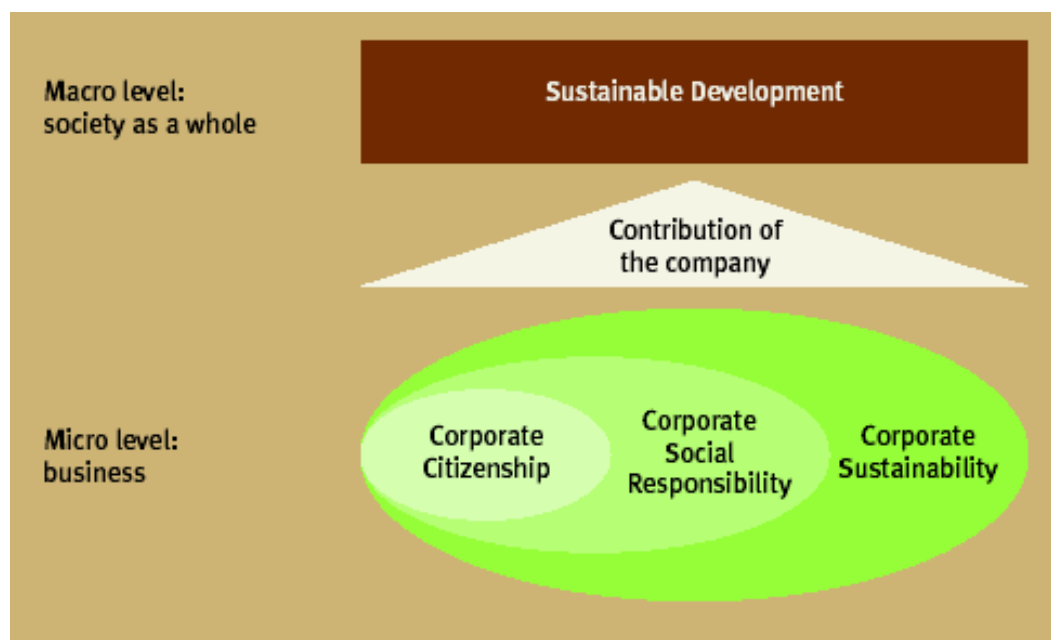 Macro level:
society as a whole
Sustainable Development
Contribution of
the company
Micro level:
business
Corporate
Citizenship
Corporate
Social
Responsibility
Corporate
Sustainability